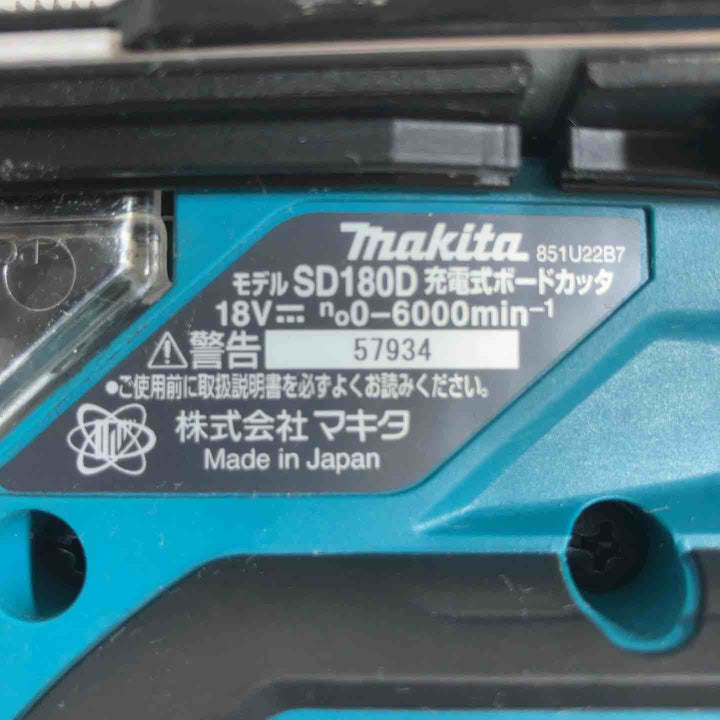 makita 851U22B7
モデル SD180D 充電式ボードカッタ
18V⎓ n₀0-6000min⁻¹
警告 57934
●ご使用前に取扱説明書を必ずよくお読みください。
株式会社 マキタ
Made in Japan